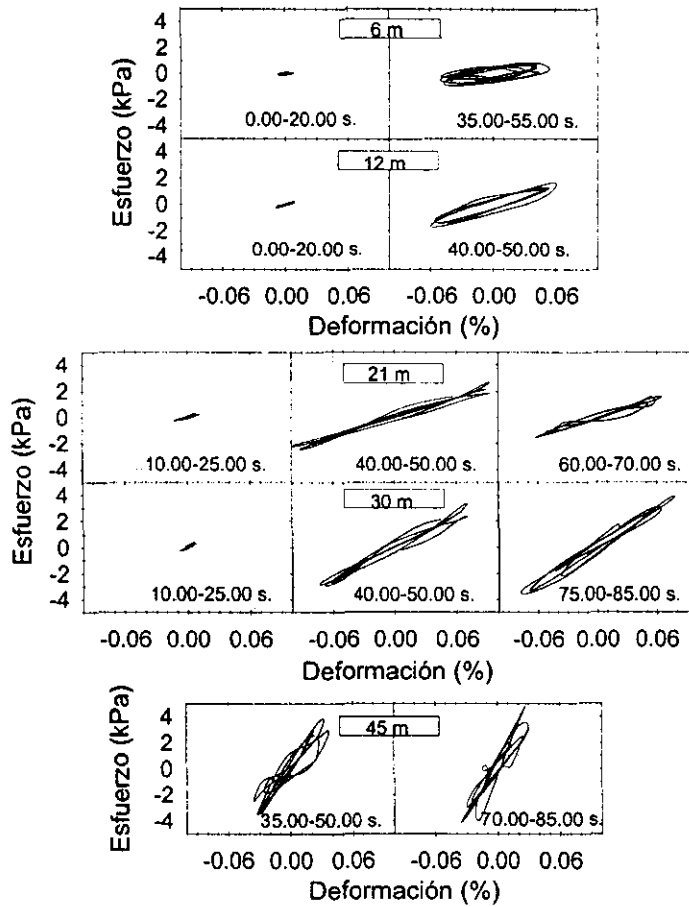 4
2
0
-2
-4
6 m
0.00-20.00 s.
35.00-55.00 s.
Esfuerzo (kPa)
4
2
0
-2
-4
12 m
0.00-20.00 s.
40.00-50.00 s.
-0.06 0.00 0.06 -0.06 0.00 0.06
Deformación (%)
4
2
0
-2
-4
21 m
10.00-25.00 s.
40.00-50.00 s.
60.00-70.00 s.
Esfuerzo (kPa)
4
2
0
-2
-4
30 m
10.00-25.00 s.
40.00-50.00 s.
75.00-85.00 s.
-0.06 0.00 0.06 -0.06 0.00 0.06 -0.06 0.00 0.06
Deformación (%)
Esfuerzo (kPa)
4
2
0
-2
-4
45 m
35.00-50.00 s.
70.00-85.00 s.
-0.06 0.00 0.06 -0.06 0.00 0.06
Deformación (%)